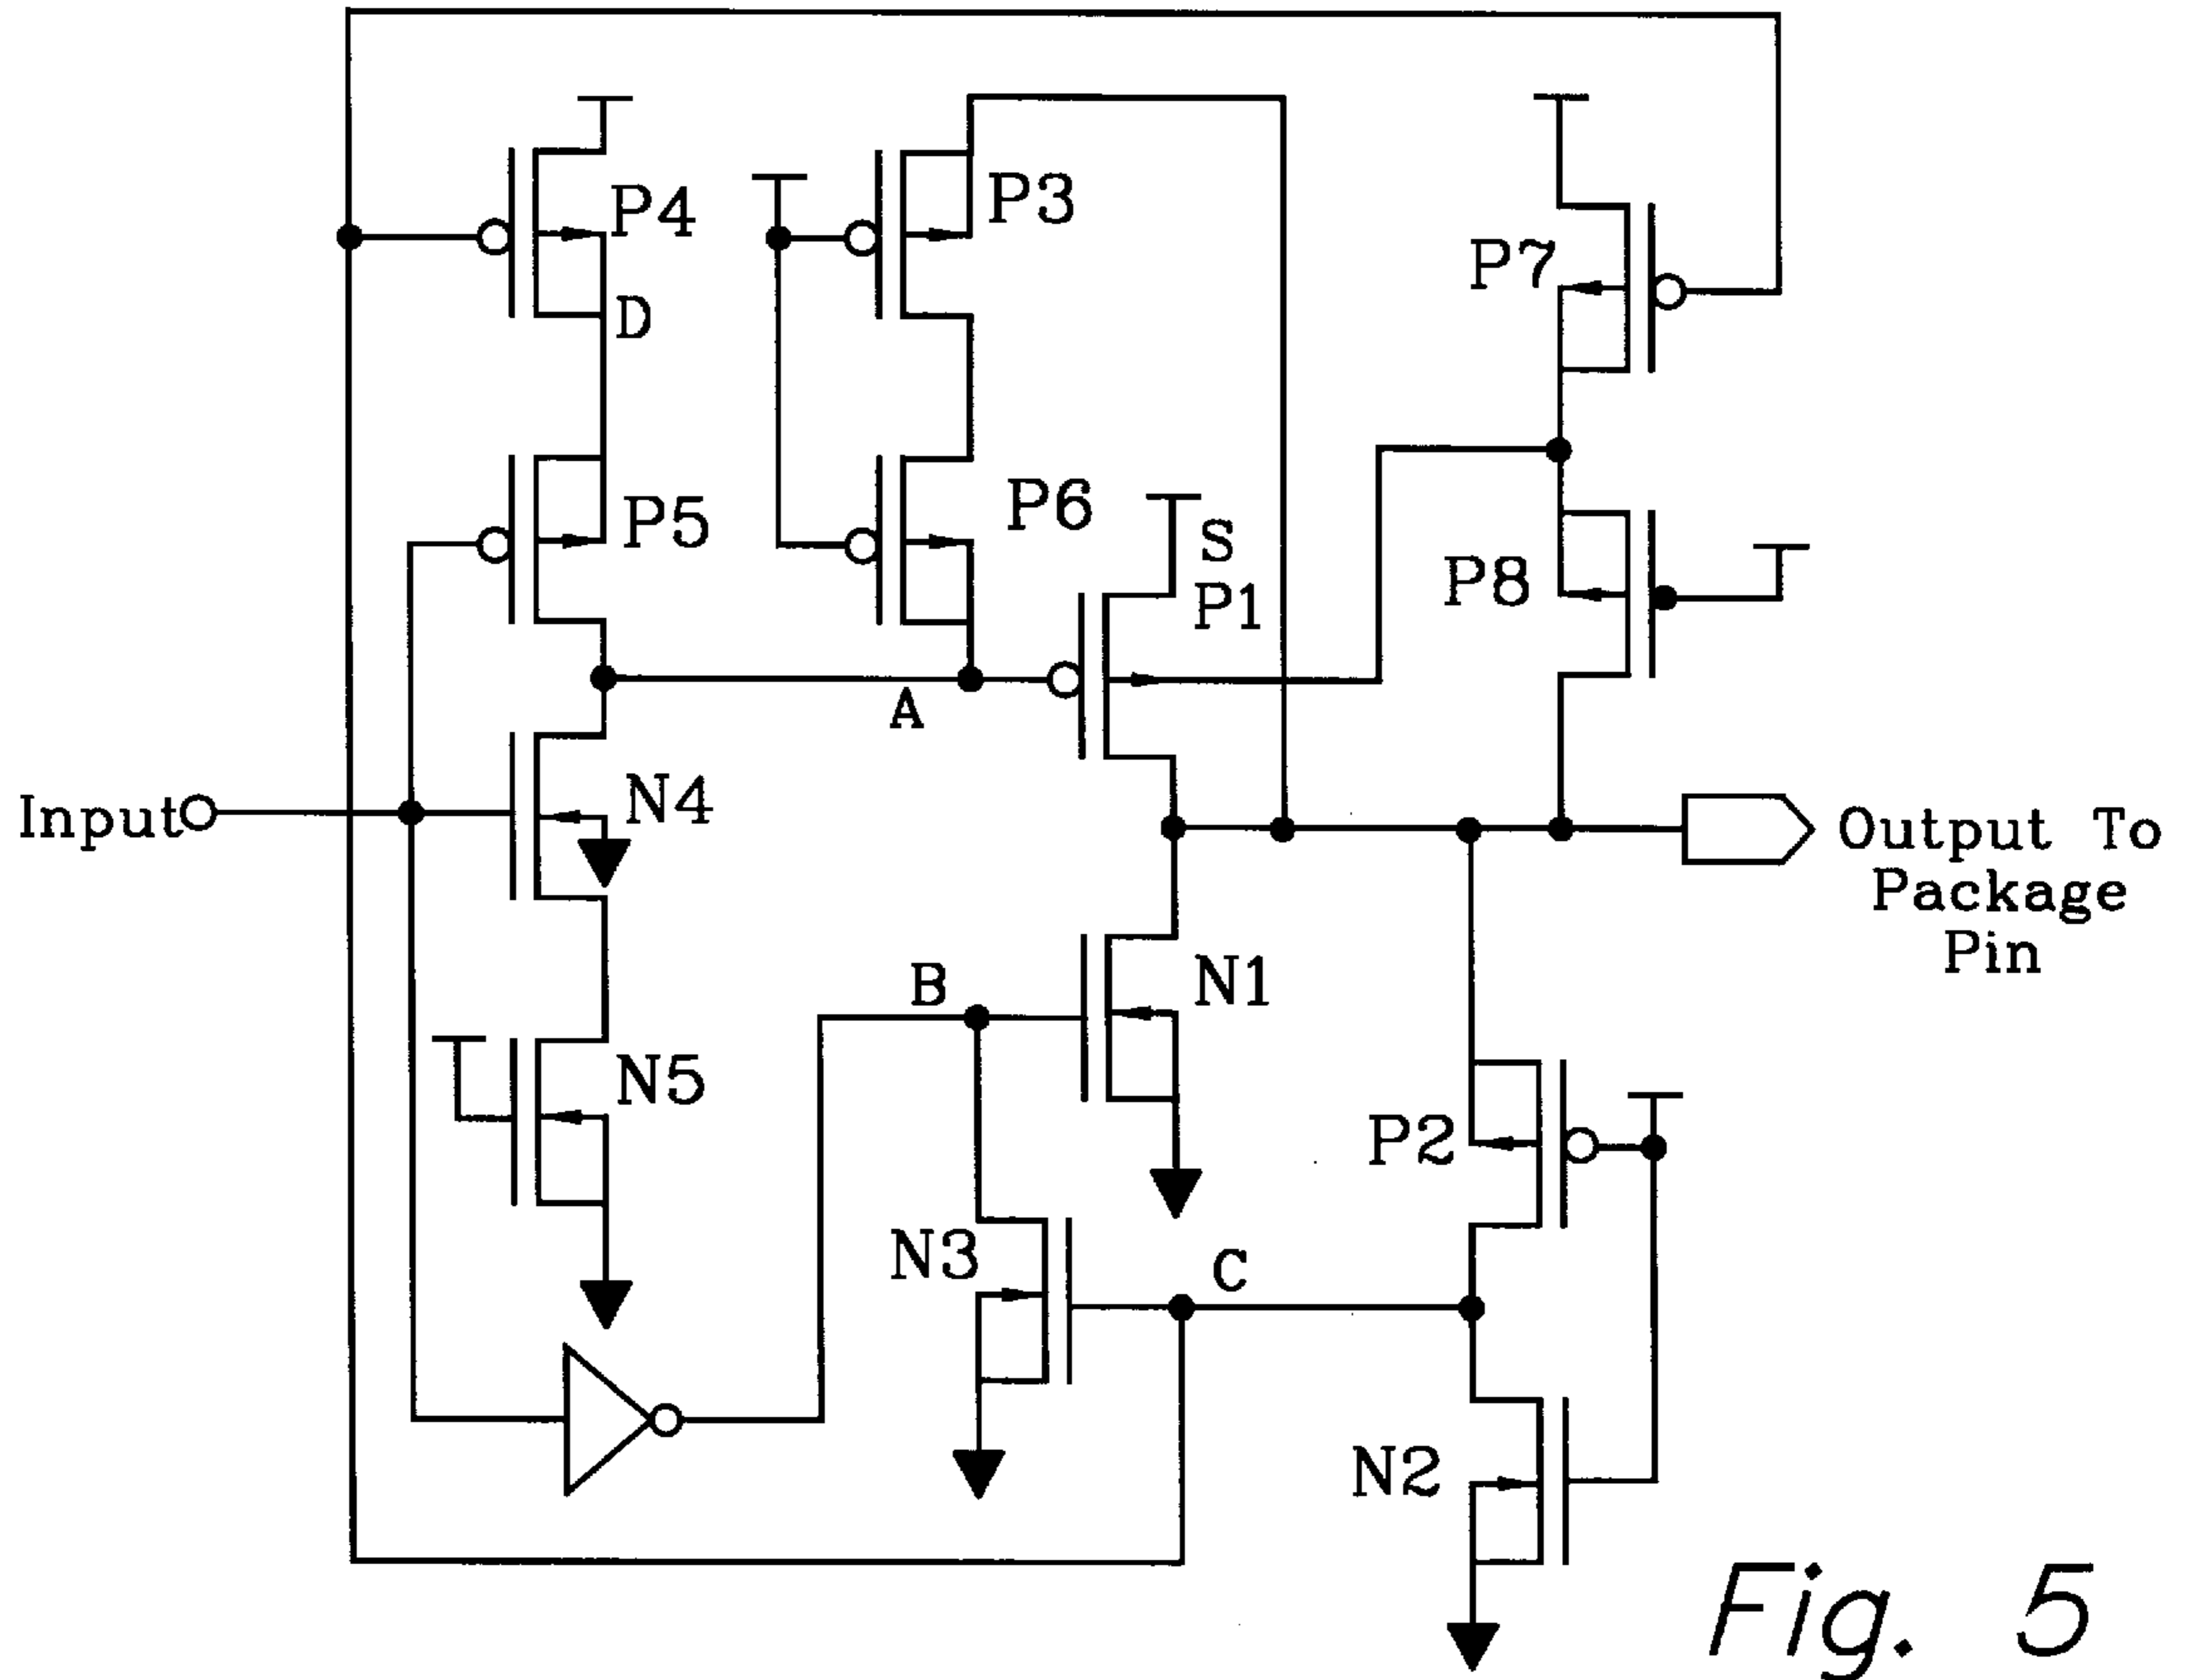 P4
P3
P7
D
P5
P6
S
P1
P8
A
Input
N4
Output To
Package
Pin
B
N1
N5
P2
N3
C
N2
Fig. 5